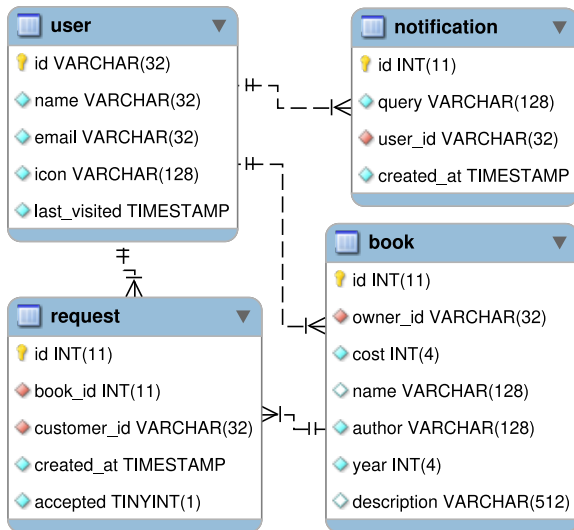 user
id VARCHAR(32)
name VARCHAR(32)
email VARCHAR(32)
icon VARCHAR(128)
last_visited TIMESTAMP
notification
id INT(11)
query VARCHAR(128)
user_id VARCHAR(32)
created_at TIMESTAMP
request
id INT(11)
book_id INT(11)
customer_id VARCHAR(32)
created_at TIMESTAMP
accepted TINYINT(1)
book
id INT(11)
owner_id VARCHAR(32)
cost INT(4)
name VARCHAR(128)
author VARCHAR(128)
year INT(4)
description VARCHAR(512)